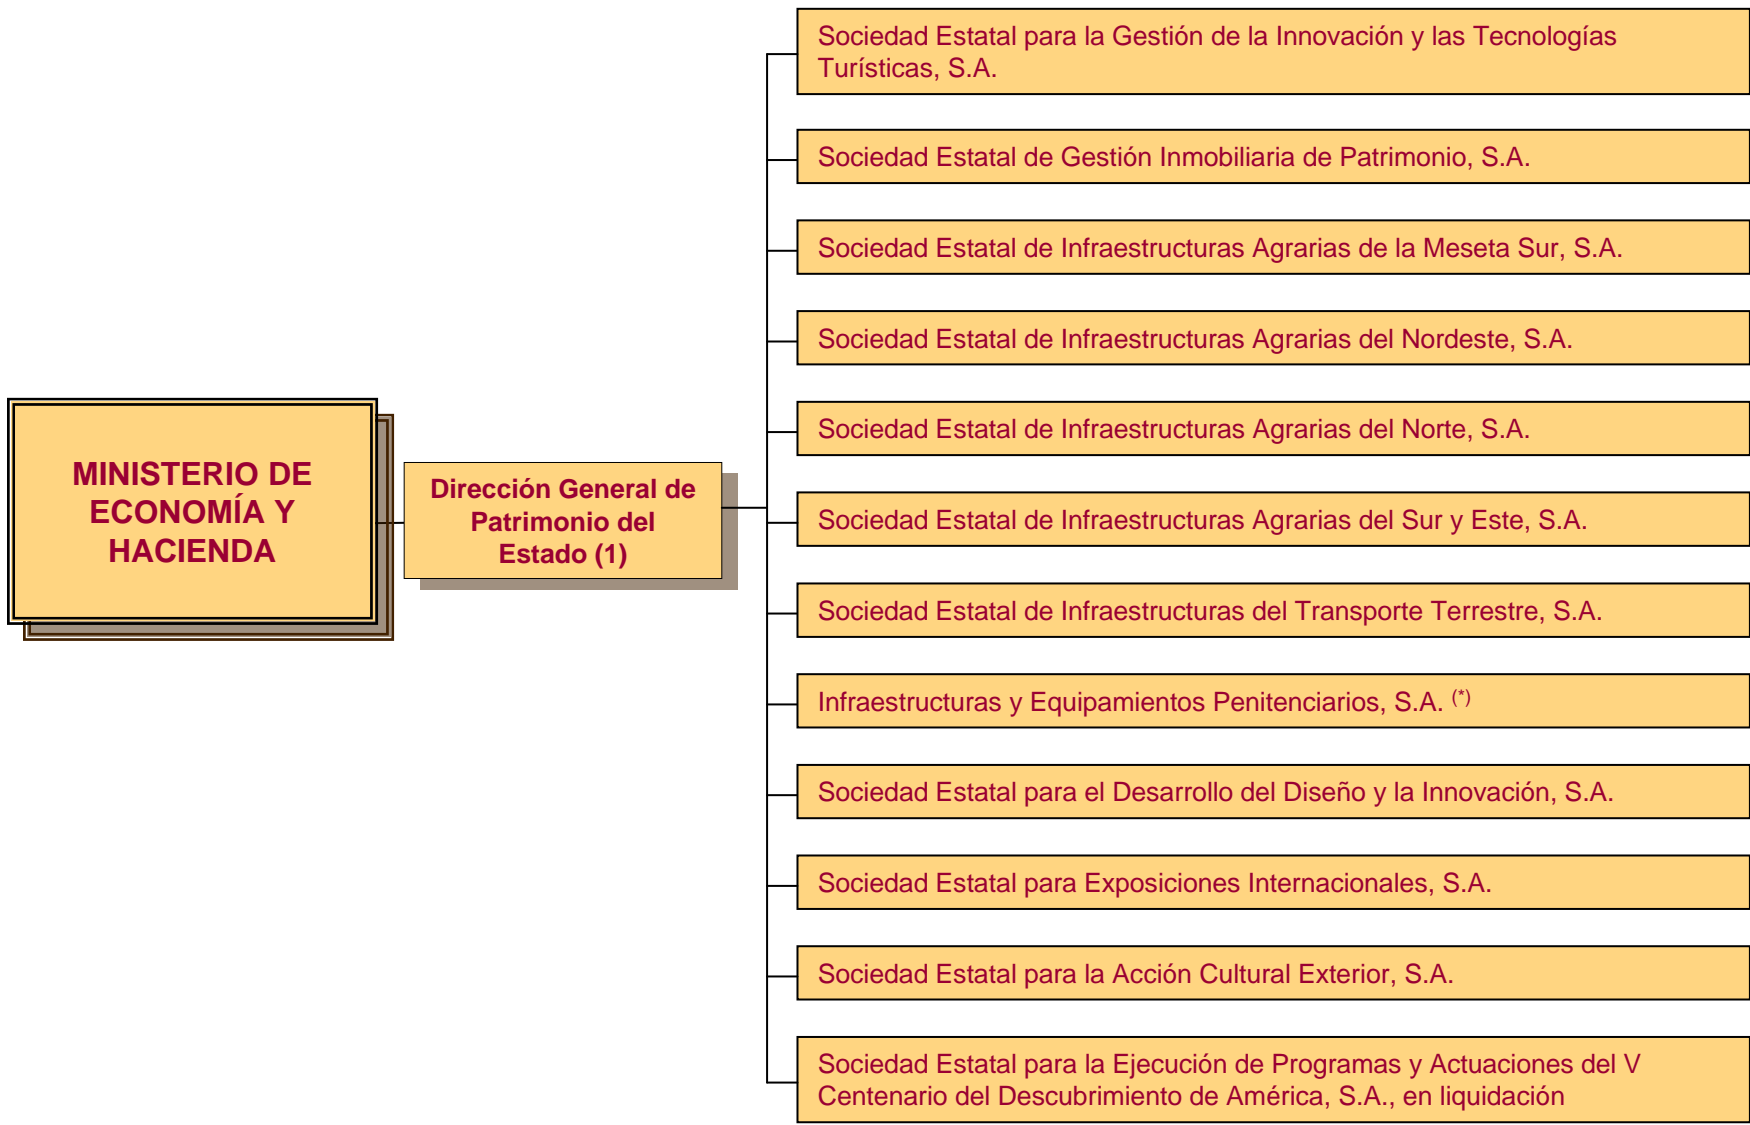 Sociedad Estatal para la Gestión de la Innovación y las Tecnologías
Turísticas, S.A.
Sociedad Estatal de Gestión Inmobiliaria de Patrimonio, S.A.
Sociedad Estatal de Infraestructuras Agrarias de la Meseta Sur, S.A.
Sociedad Estatal de Infraestructuras Agrarias del Nordeste, S.A.
Sociedad Estatal de Infraestructuras Agrarias del Norte, S.A.
MINISTERIO DE
ECONOMÍA Y
HACIENDA
Dirección General de
Patrimonio del
Estado (1)
Sociedad Estatal de Infraestructuras Agrarias del Sur y Este, S.A.
Sociedad Estatal de Infraestructuras del Transporte Terrestre, S.A.
Infraestructuras y Equipamientos Penitenciarios, S.A. (*)
Sociedad Estatal para el Desarrollo del Diseño y la Innovación, S.A.
Sociedad Estatal para Exposiciones Internacionales, S.A.
Sociedad Estatal para la Acción Cultural Exterior, S.A.
Sociedad Estatal para la Ejecución de Programas y Actuaciones del V
Centenario del Descubrimiento de América, S.A., en liquidación